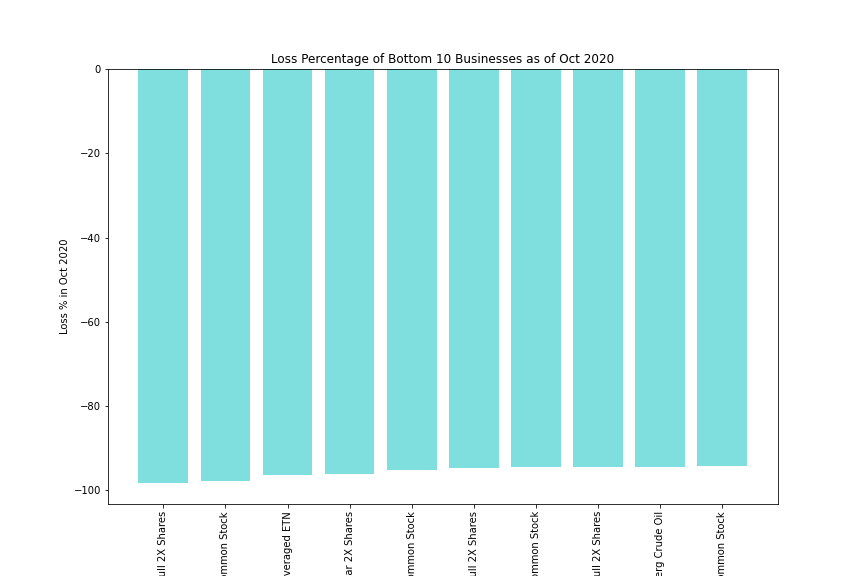 Loss Percentage of Bottom 10 Businesses as of Oct 2020
0
−20
−40
−60
−80
−100
Loss % in Oct 2020
ull 2X Shares
ommon Stock
veraged ETN
ar 2X Shares
ommon Stock
ull 2X Shares
ommon Stock
ull 2X Shares
erg Crude Oil
ommon Stock